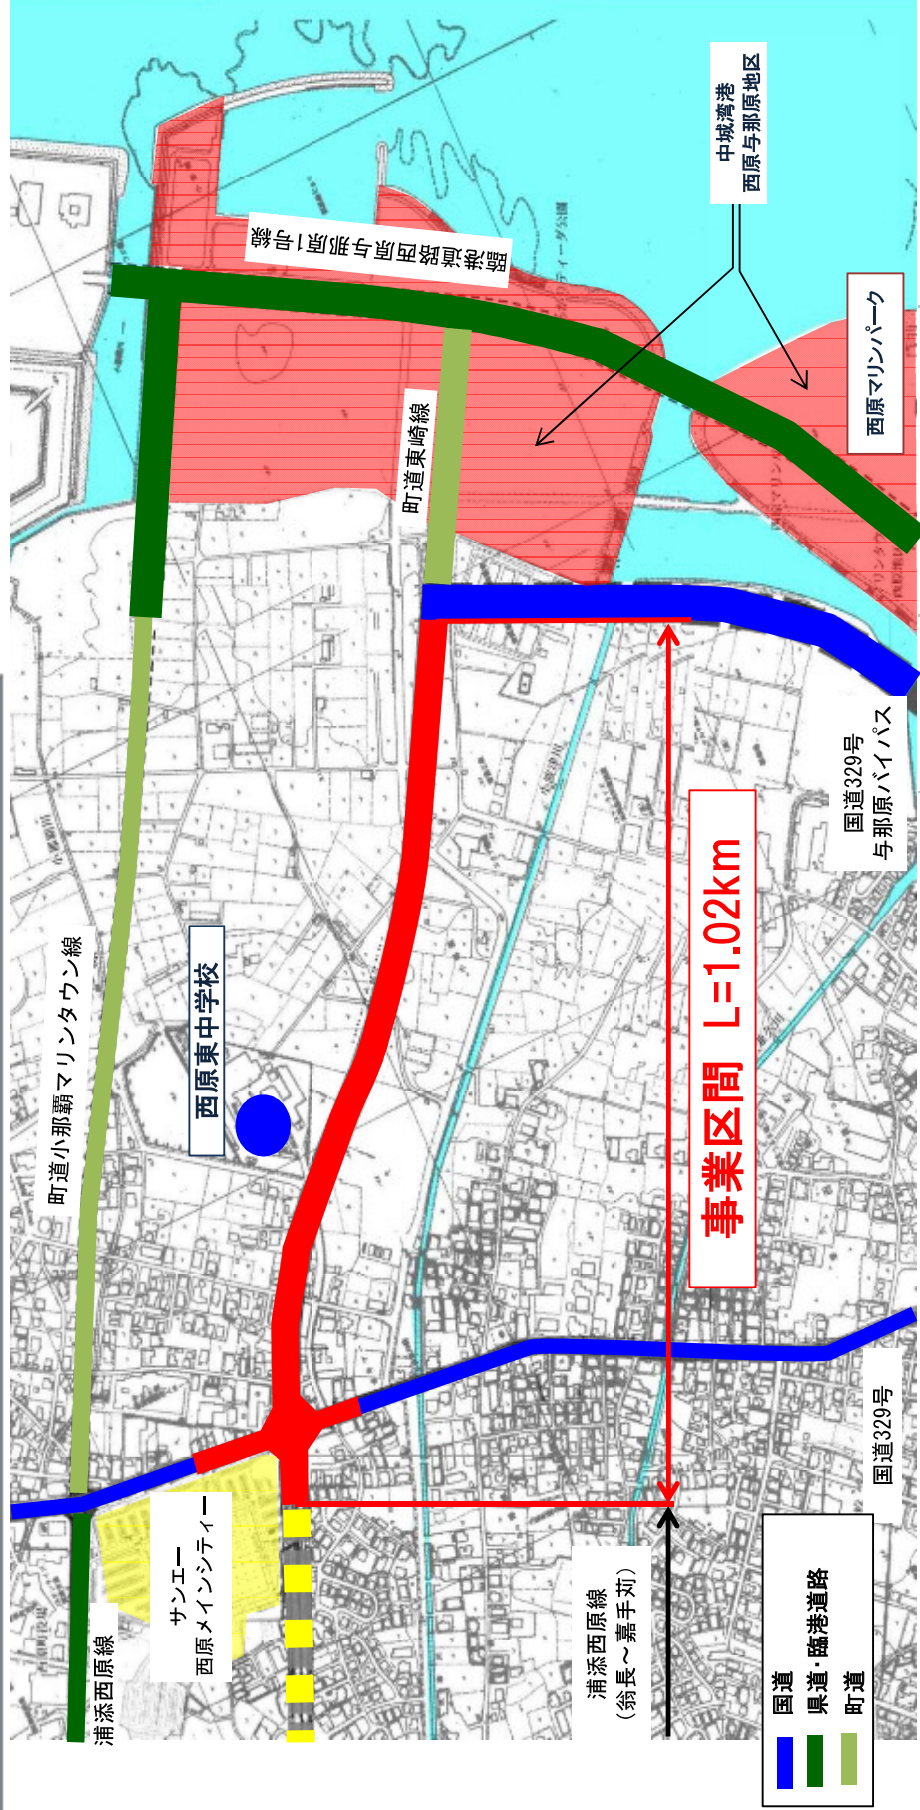 浦添西原線
サンエー
西原メインシティー
町道小那覇マリンタウン線
西原東中学校
臨港道路西原与那原1号線
町道東崎線
中城湾港
西原与那原地区
西原マリンパーク
国道329号
与那原バイパス
事業区間 L=1.02km
国道329号
浦添西原線
(翁長～嘉手苅)
国道
県道・臨港道路
町道